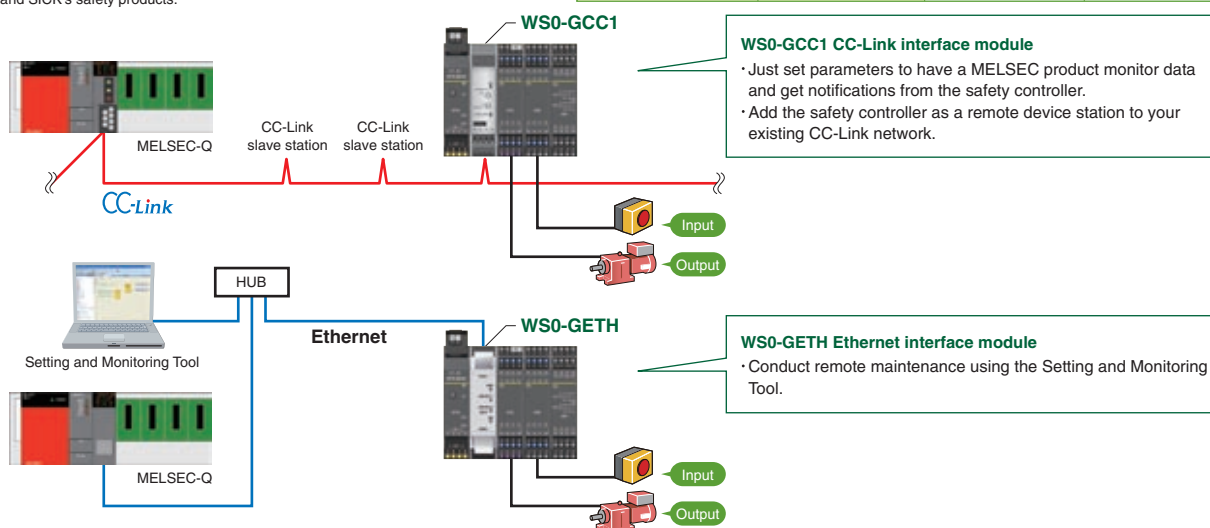 and SICK's safety products.
WS0-GCC1
WS0-GCC1 CC-Link interface module
・Just set parameters to have a MELSEC product monitor data
and get notifications from the safety controller.
・Add the safety controller as a remote device station to your
existing CC-Link network.
MELSEC-Q
CC-Link
slave station
CC-Link
slave station
CC-Link
Input
Output
HUB
Ethernet
Setting and Monitoring Tool
MELSEC-Q
WS0-GETH
WS0-GETH Ethernet interface module
・Conduct remote maintenance using the Setting and Monitoring
Tool.
Input
Output